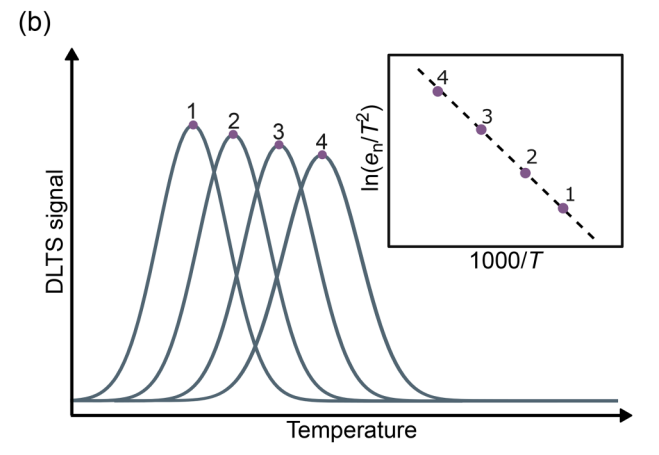 (b)
DLTS signal
1
2
3
4
Temperature
ln(eₙ/T²)
4
3
2
1
1000/T